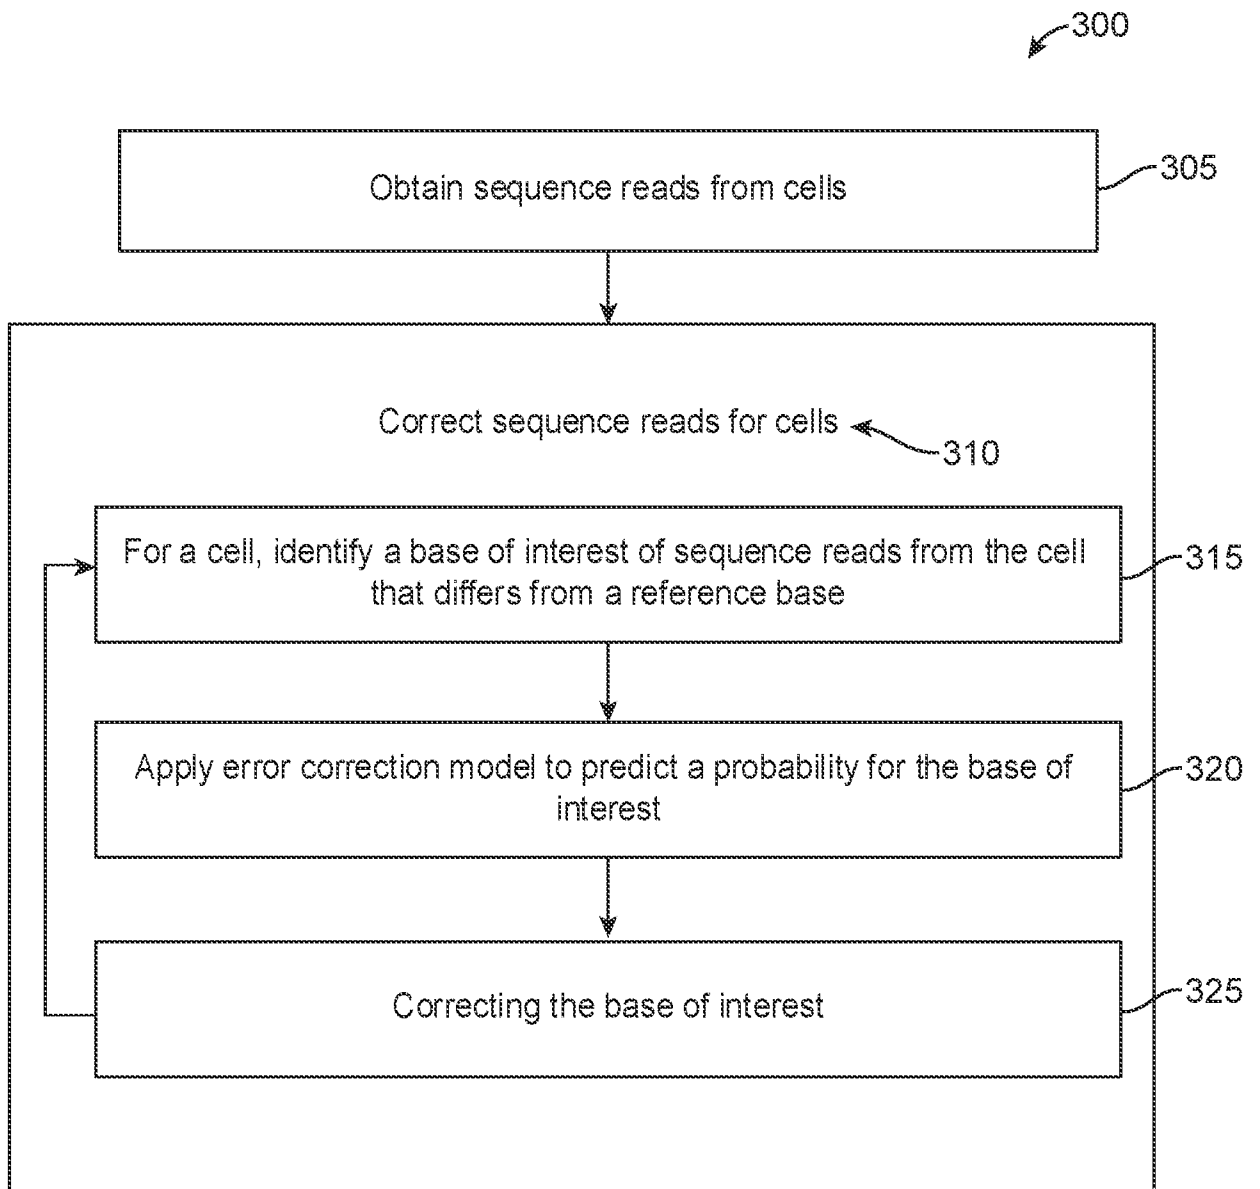 300
Obtain sequence reads from cells
305
Correct sequence reads for cells
310
For a cell, identify a base of interest of sequence reads from the cell
that differs from a reference base
315
Apply error correction model to predict a probability for the base of
interest
320
Correcting the base of interest
325